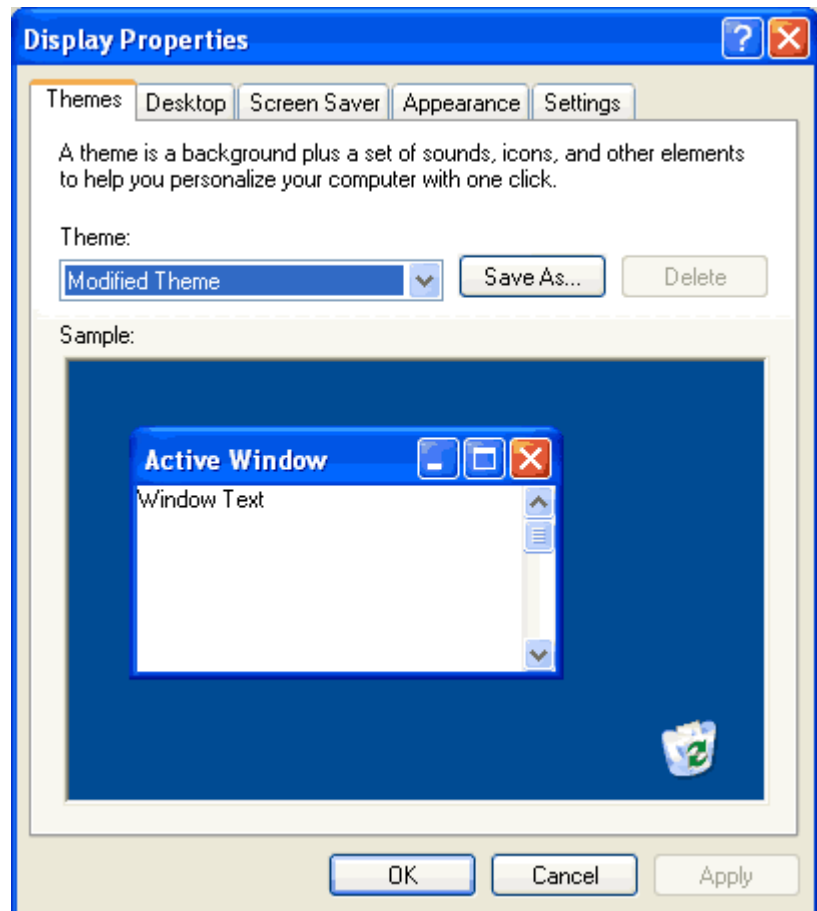 Display Properties
Themes Desktop Screen Saver Appearance Settings
A theme is a background plus a set of sounds, icons, and other elements
to help you personalize your computer with one click.
Theme:
Modified Theme Save As... Delete
Sample:
Active Window
Window Text
OK Cancel Apply